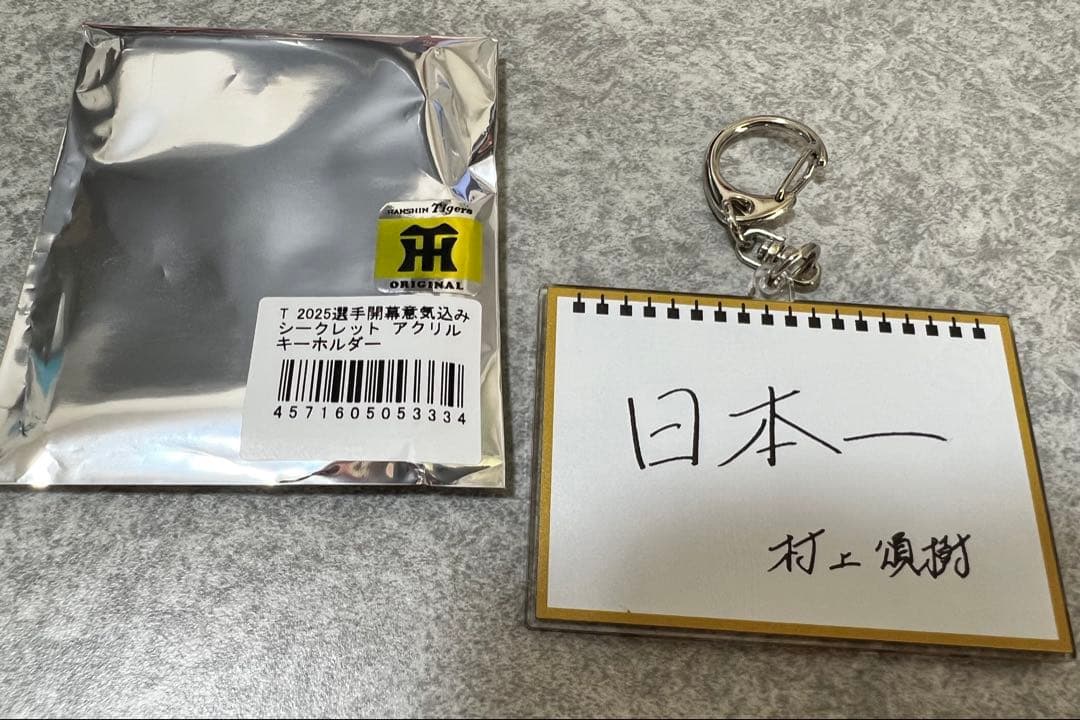 HANSHIN Tigers
TH
ORIGINAL
T 2025選手開幕意気込み
シークレット アクリル
キーホルダー
4571605053334
日本一
村上頌樹